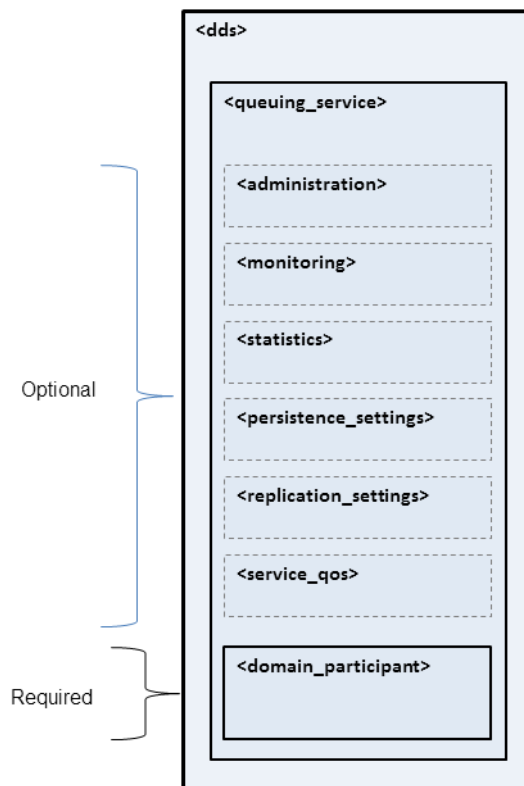 <dds>
<queuing_service>
<administration>
<monitoring>
<statistics>
Optional
<persistence_settings>
<replication_settings>
<service_qos>
<domain_participant>
Required